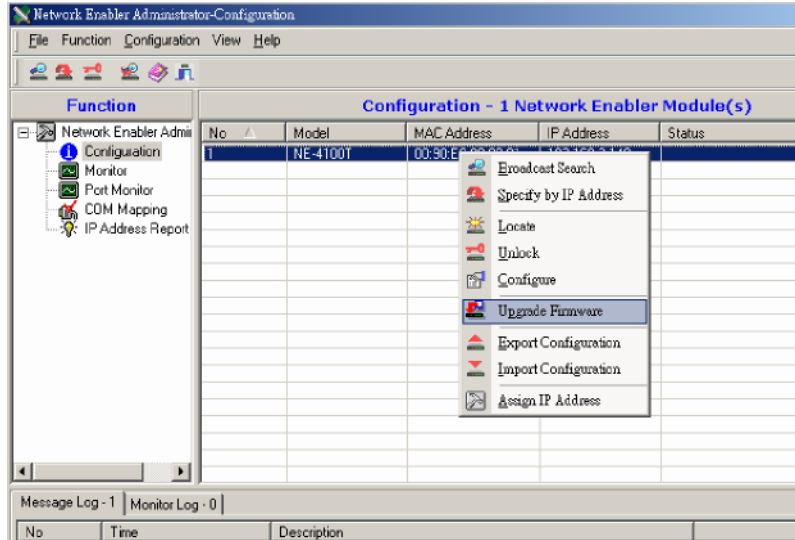 Network Enabler Administrator-Configuration
File Function Configuration View Help
Function
Configuration - 1 Network Enabler Module(s)
Network Enabler Admi
Configuration
Monitor
Port Monitor
COM Mapping
IP Address Report
No Model MAC Address IP Address Status
1 NE-4100T
Broadcast Search
Specify by IP Address
Locate
Unlock
Configure
Upgrade Firmware
Export Configuration
Import Configuration
Assign IP Address
Message Log - 1 Monitor Log - 0
No Time Description